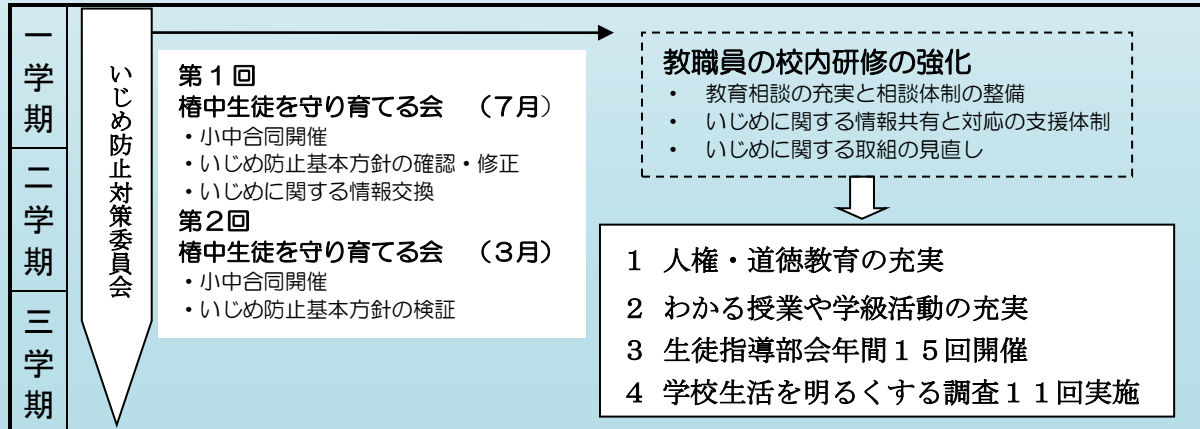 一学期
二学期
三学期
いじめ防止対策委員会
第１回
椿中生徒を守り育てる会　（７月）
・小中合同開催
・いじめ防止基本方針の確認・修正
・いじめに関する情報交換
第２回
椿中生徒を守り育てる会　（３月）
・小中合同開催
・いじめ防止基本方針の検証
教職員の校内研修の強化
・　教育相談の充実と相談体制の整備
・　いじめに関する情報共有と対応の支援体制
・　いじめに関する取組の見直し
１　人権・道徳教育の充実
２　わかる授業や学級活動の充実
３　生徒指導部会年間１５回開催
４　学校生活を明るくする調査１１回実施